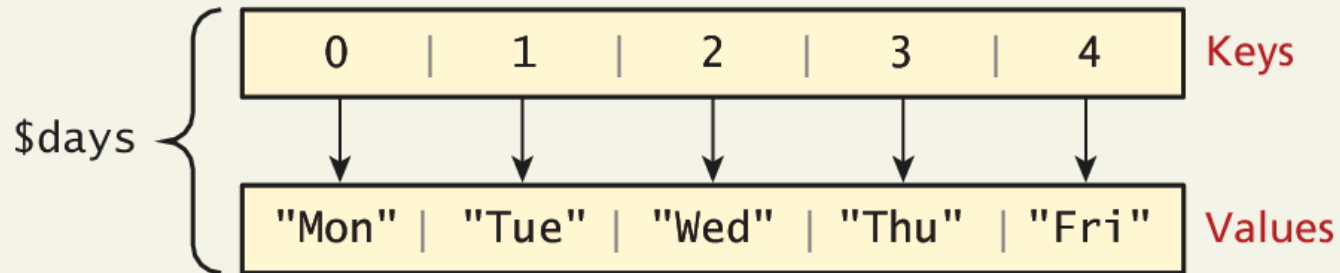 0 | 1 | 2 | 3 | 4 Keys
$days
"Mon" | "Tue" | "Wed" | "Thu" | "Fri" Values